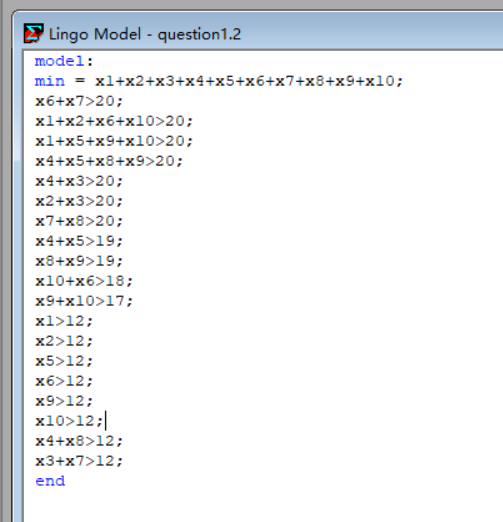 Lingo Model - question1.2
model:
min = x1+x2+x3+x4+x5+x6+x7+x8+x9+x10;
x6+x7>20;
x1+x2+x6+x10>20;
x1+x5+x9+x10>20;
x4+x5+x8+x9>20;
x4+x3>20;
x2+x3>20;
x7+x8>20;
x4+x5>19;
x8+x9>19;
x10+x6>18;
x9+x10>17;
x1>12;
x2>12;
x5>12;
x6>12;
x9>12;
x10>12;
x4+x8>12;
x3+x7>12;
end